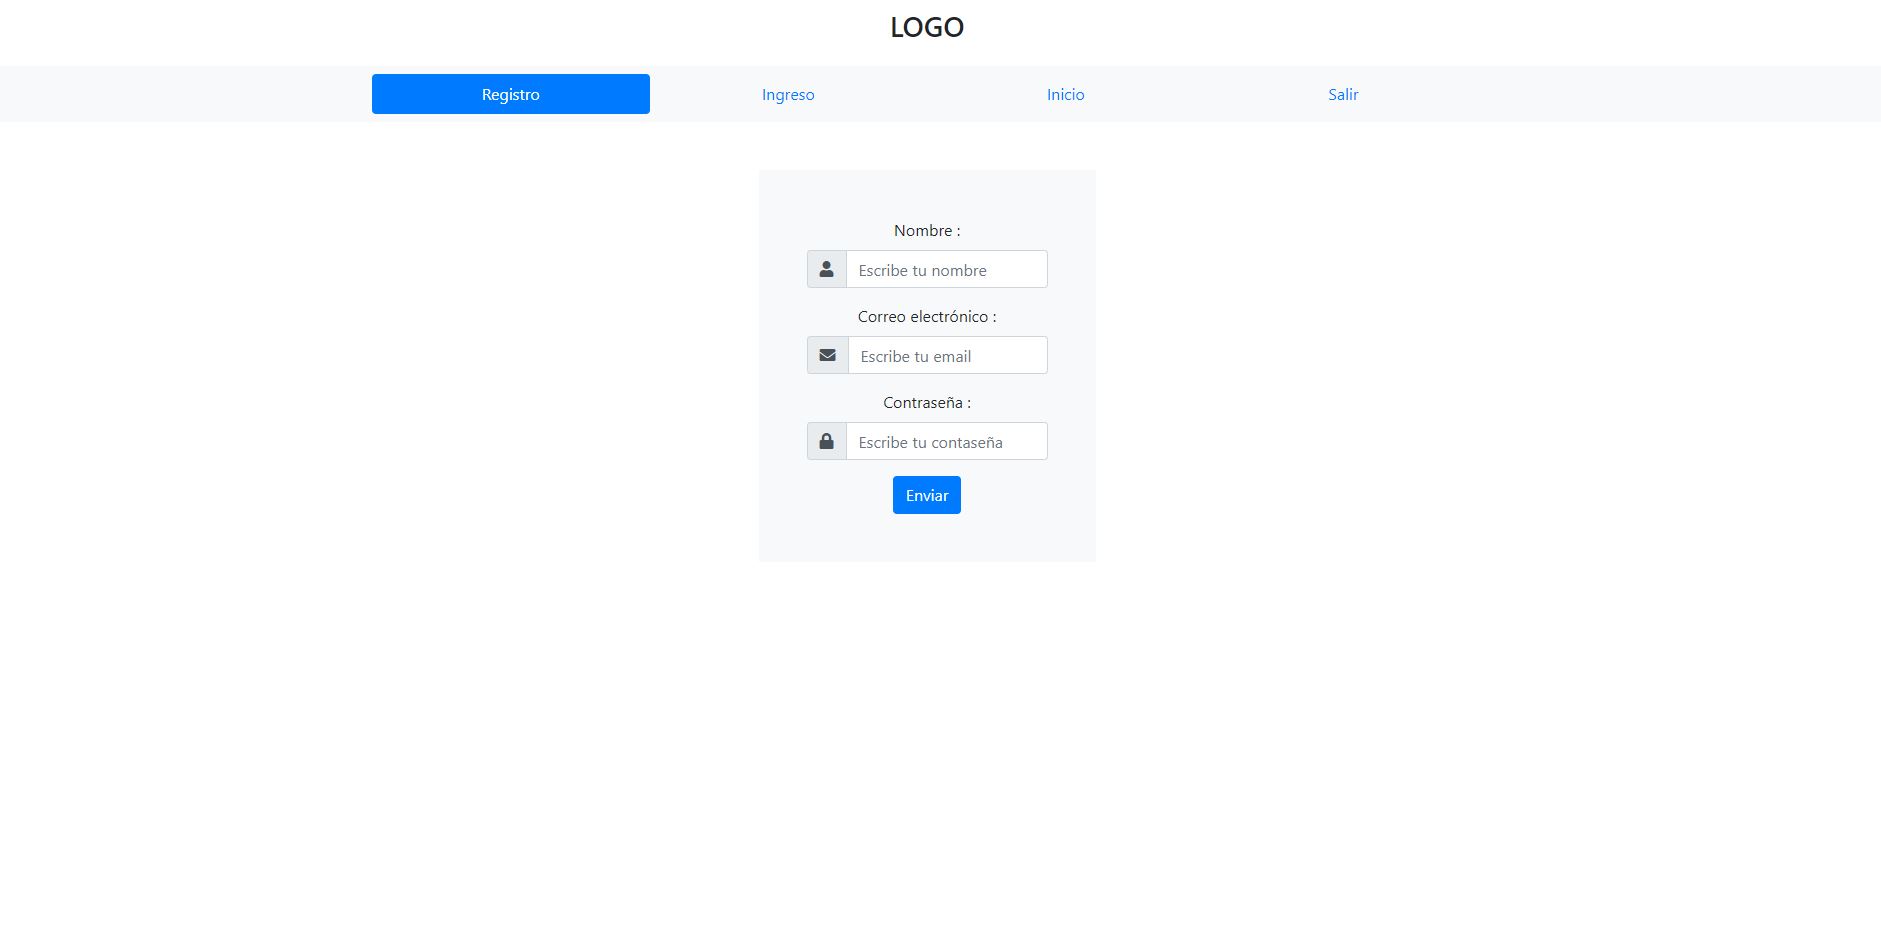 LOGO
Registro Ingreso Inicio Salir
Nombre :
Escribe tu nombre
Correo electrónico :
Escribe tu email
Contraseña :
Escribe tu contaseña
Enviar